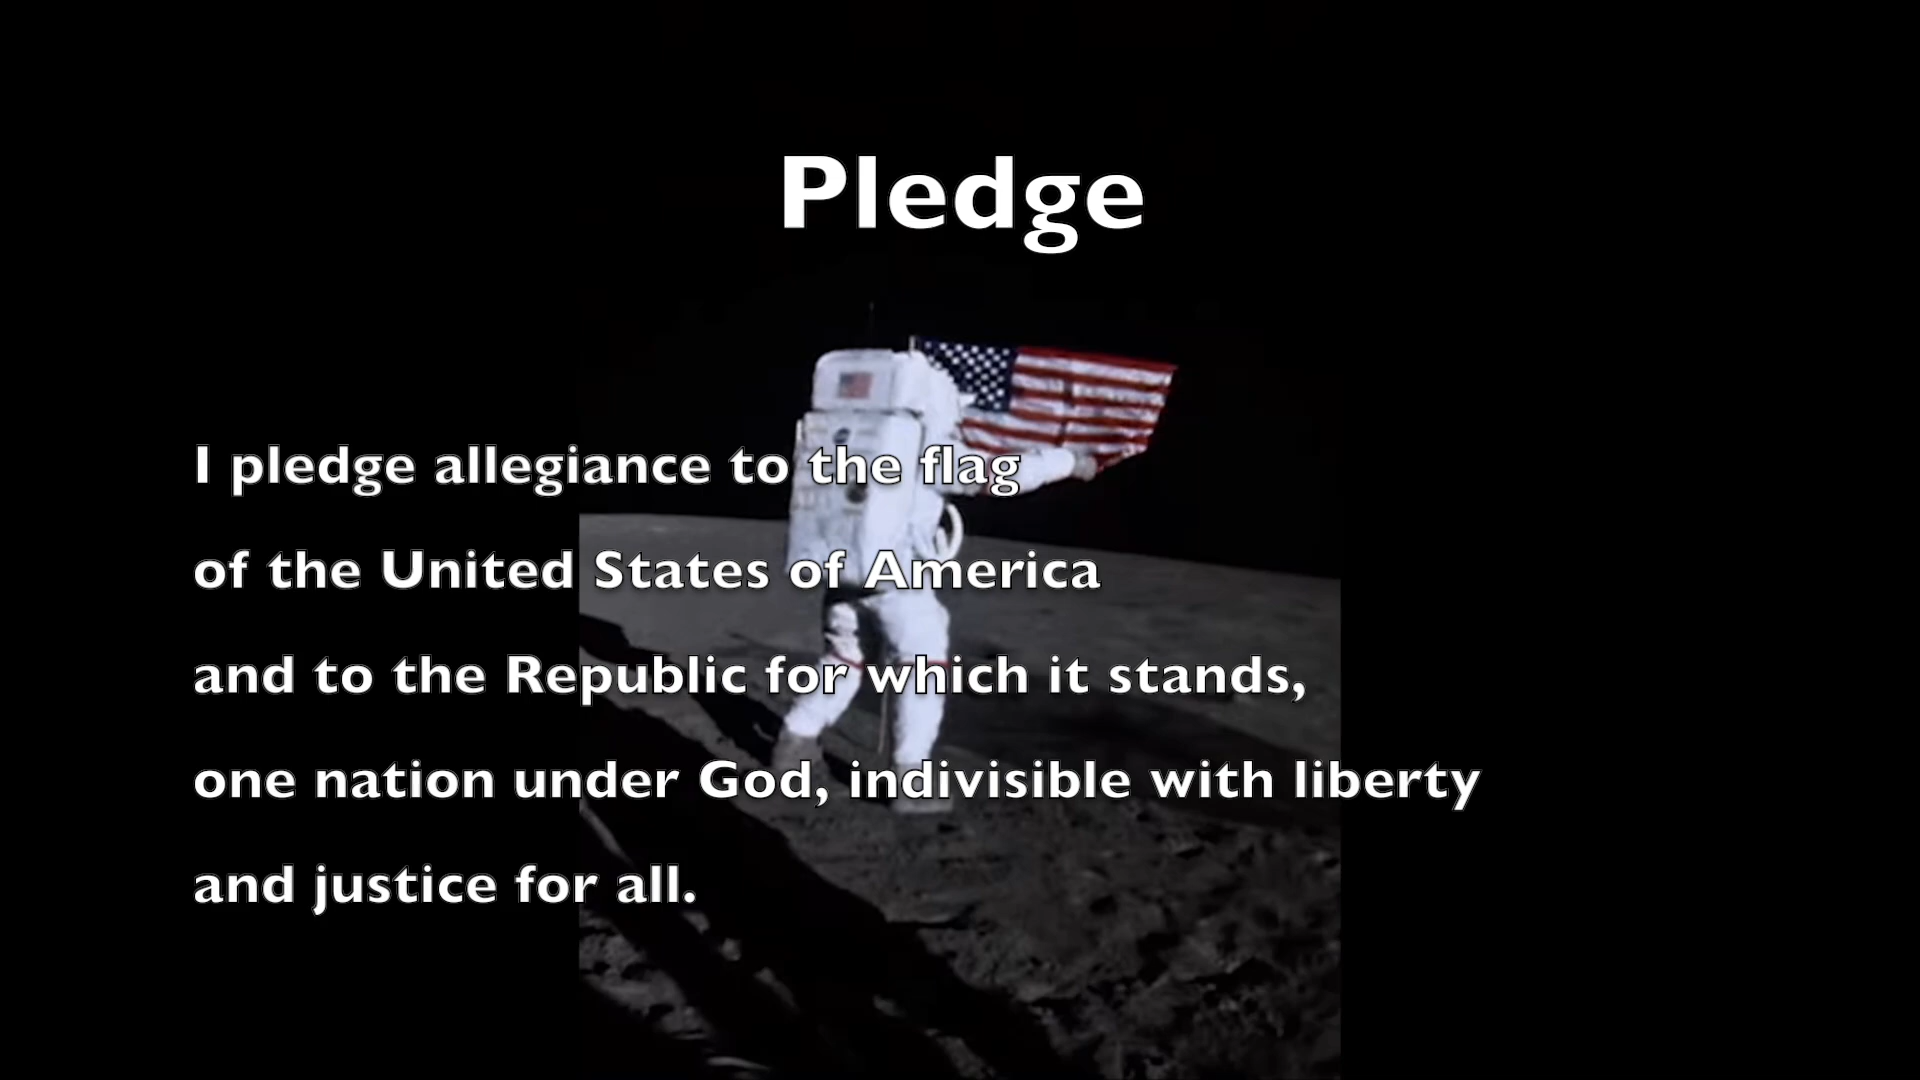 Pledge
I pledge allegiance to the flag
of the United States of America
and to the Republic for which it stands,
one nation under God, indivisible with liberty
and justice for all.